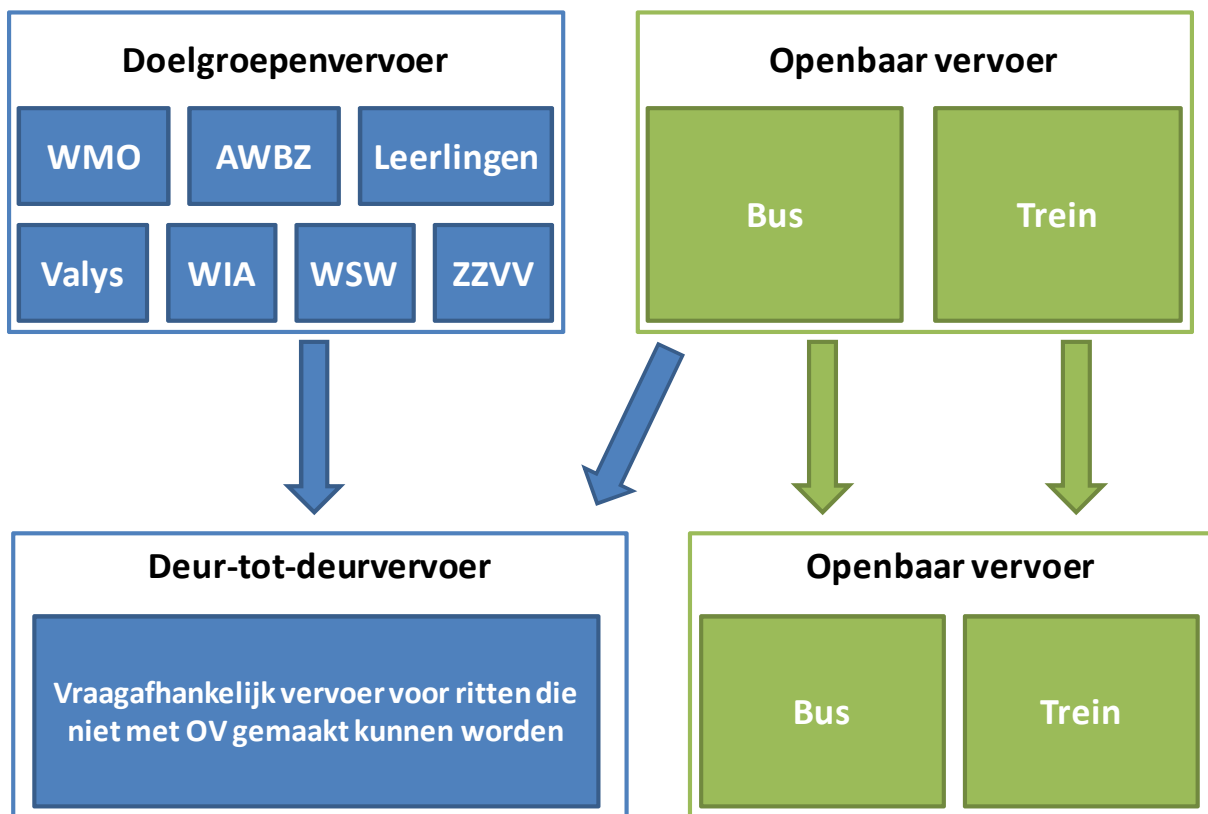 Doelgroepenvervoer
WMO
AWBZ
Leerlingen
Valys
WIA
WSW
ZZVV
Openbaar vervoer
Bus
Trein
Deur-tot-deurvervoer
Vraagafhankelijk vervoer voor ritten die
niet met OV gemaakt kunnen worden
Openbaar vervoer
Bus
Trein